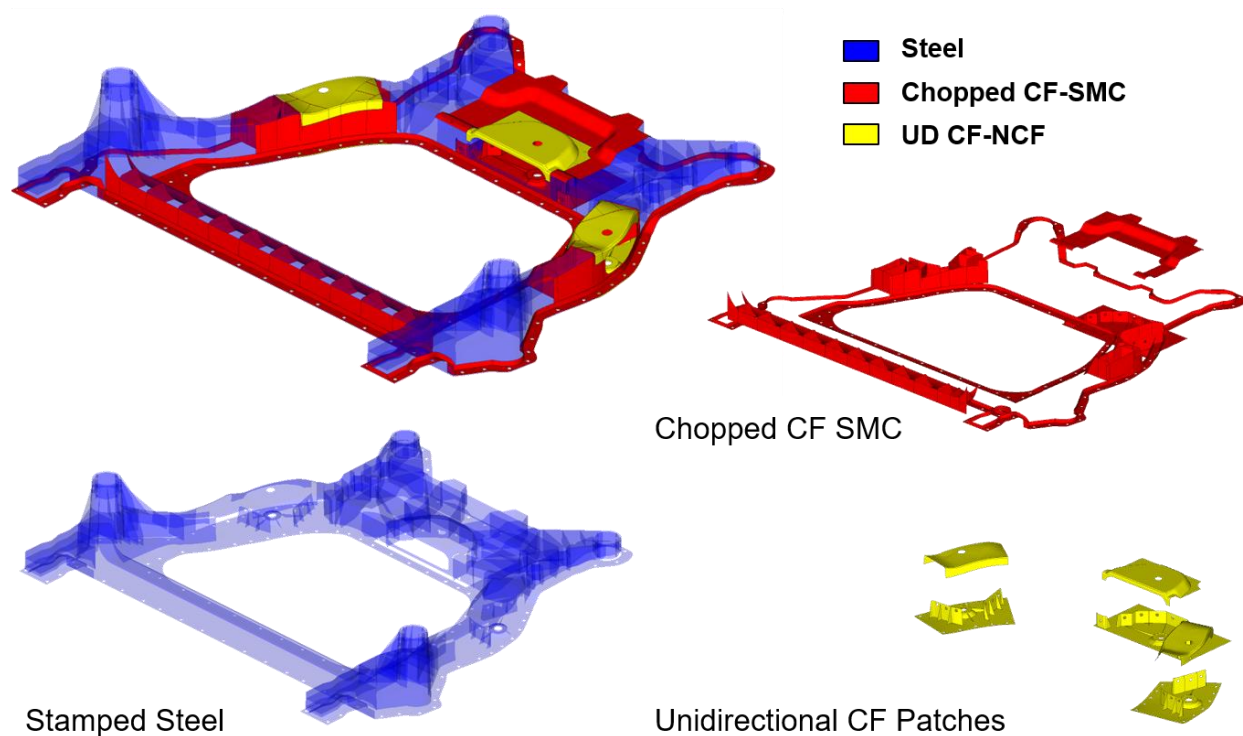 Steel
Chopped CF-SMC
UD CF-NCF
Chopped CF SMC
Stamped Steel
Unidirectional CF Patches